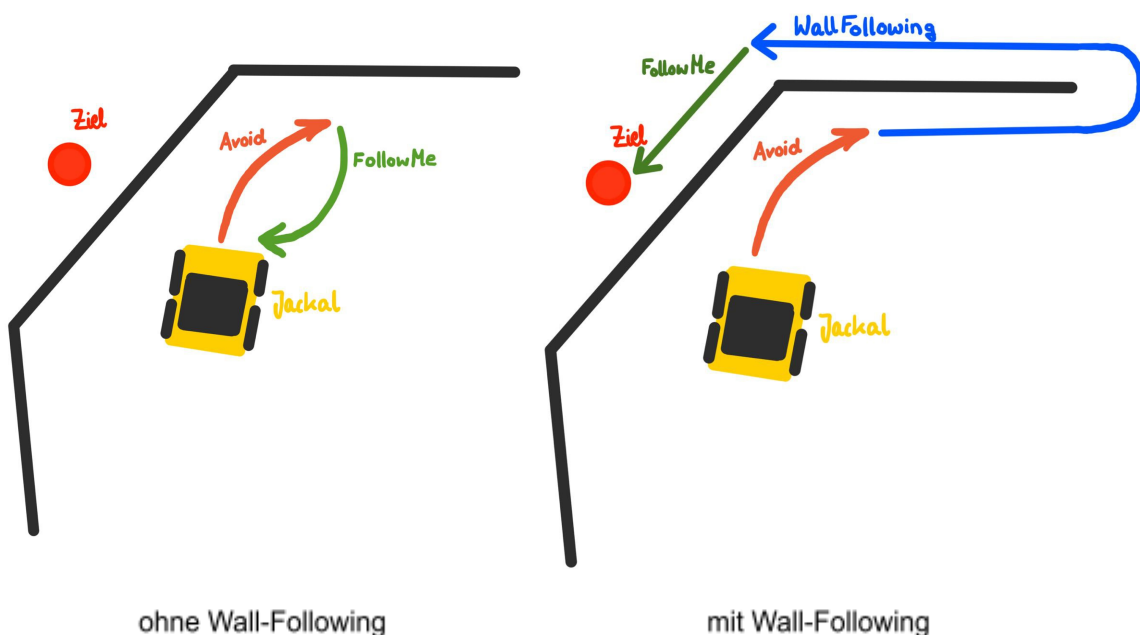 Ziel
Avoid
FollowMe
Jackal
ohne Wall-Following
WallFollowing
FollowMe
Ziel
Avoid
Jackal
mit Wall-Following